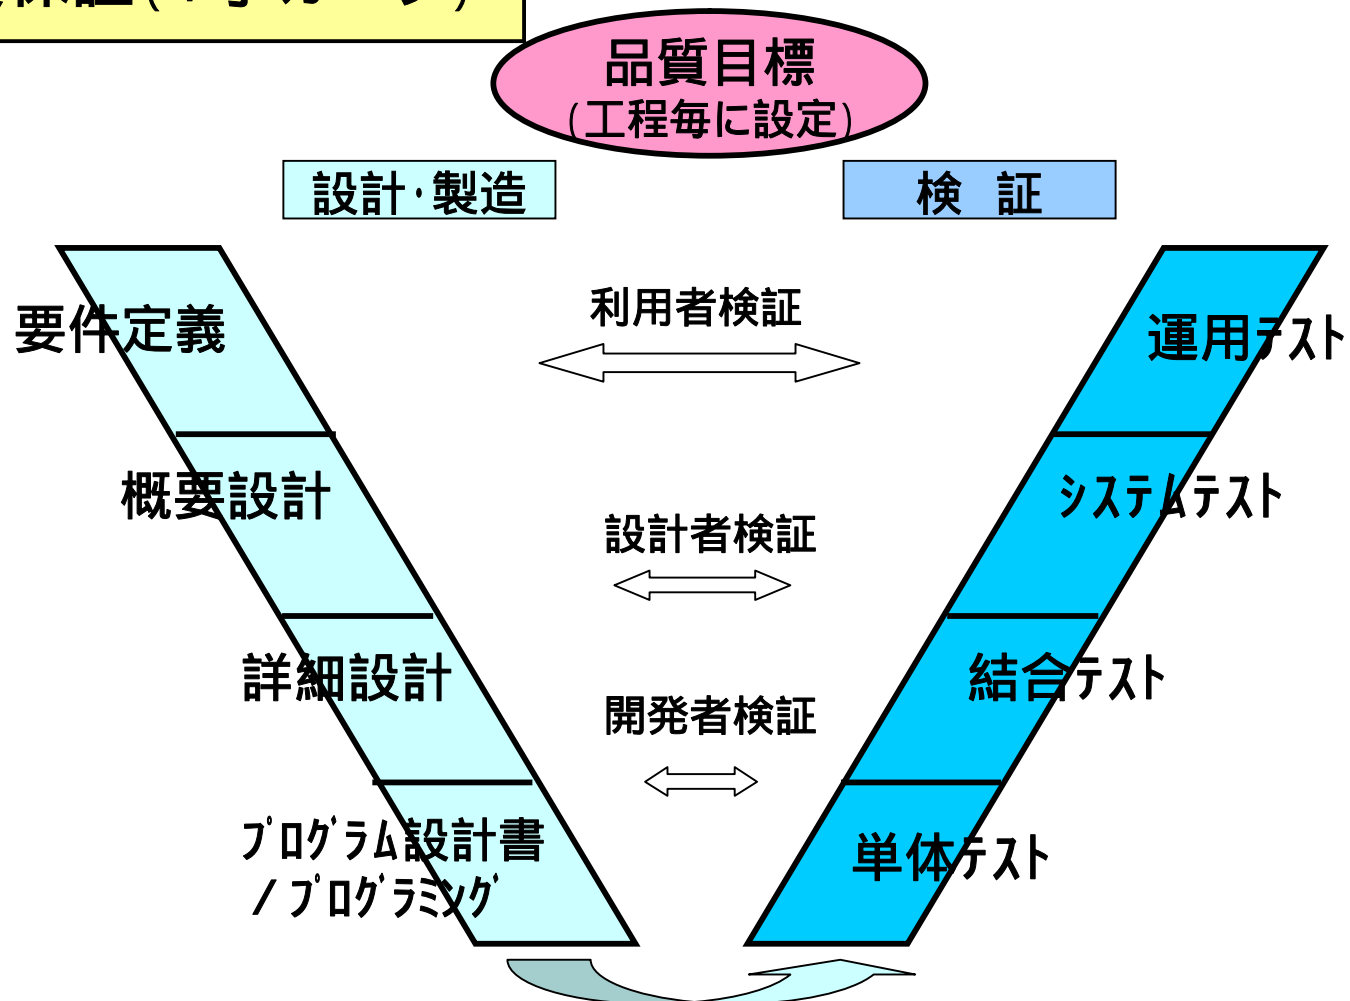 品質目標
(工程毎に設定)
設計・製造
検 証
利用者検証
要件定義
運用ﾃｽﾄ
概要設計
ｼｽﾃﾑﾃｽﾄ
設計者検証
詳細設計
結合ﾃｽﾄ
開発者検証
ﾌﾟﾛｸﾞﾗﾑ設計書
/ﾌﾟﾛｸﾞﾗﾐﾝｸﾞ
単体ﾃｽﾄ